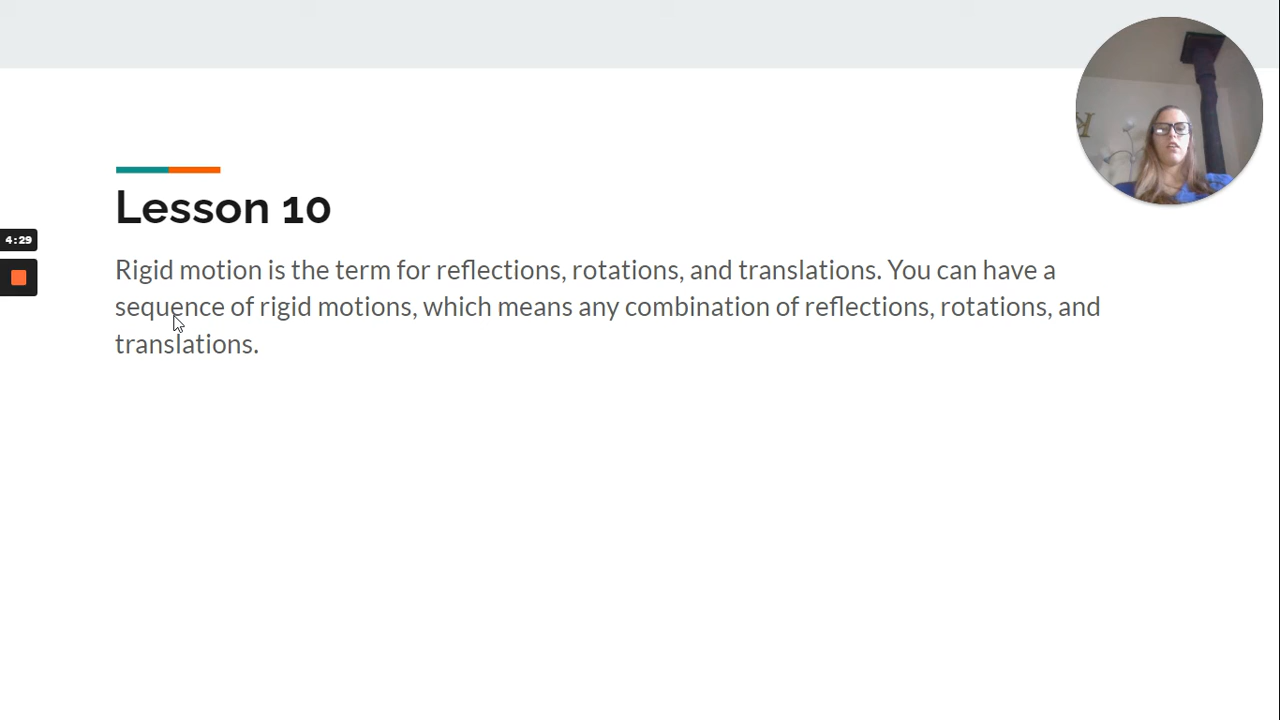 Lesson 10
4:29
Rigid motion is the term for reflections, rotations, and translations. You can have a
sequence of rigid motions, which means any combination of reflections, rotations, and
translations.